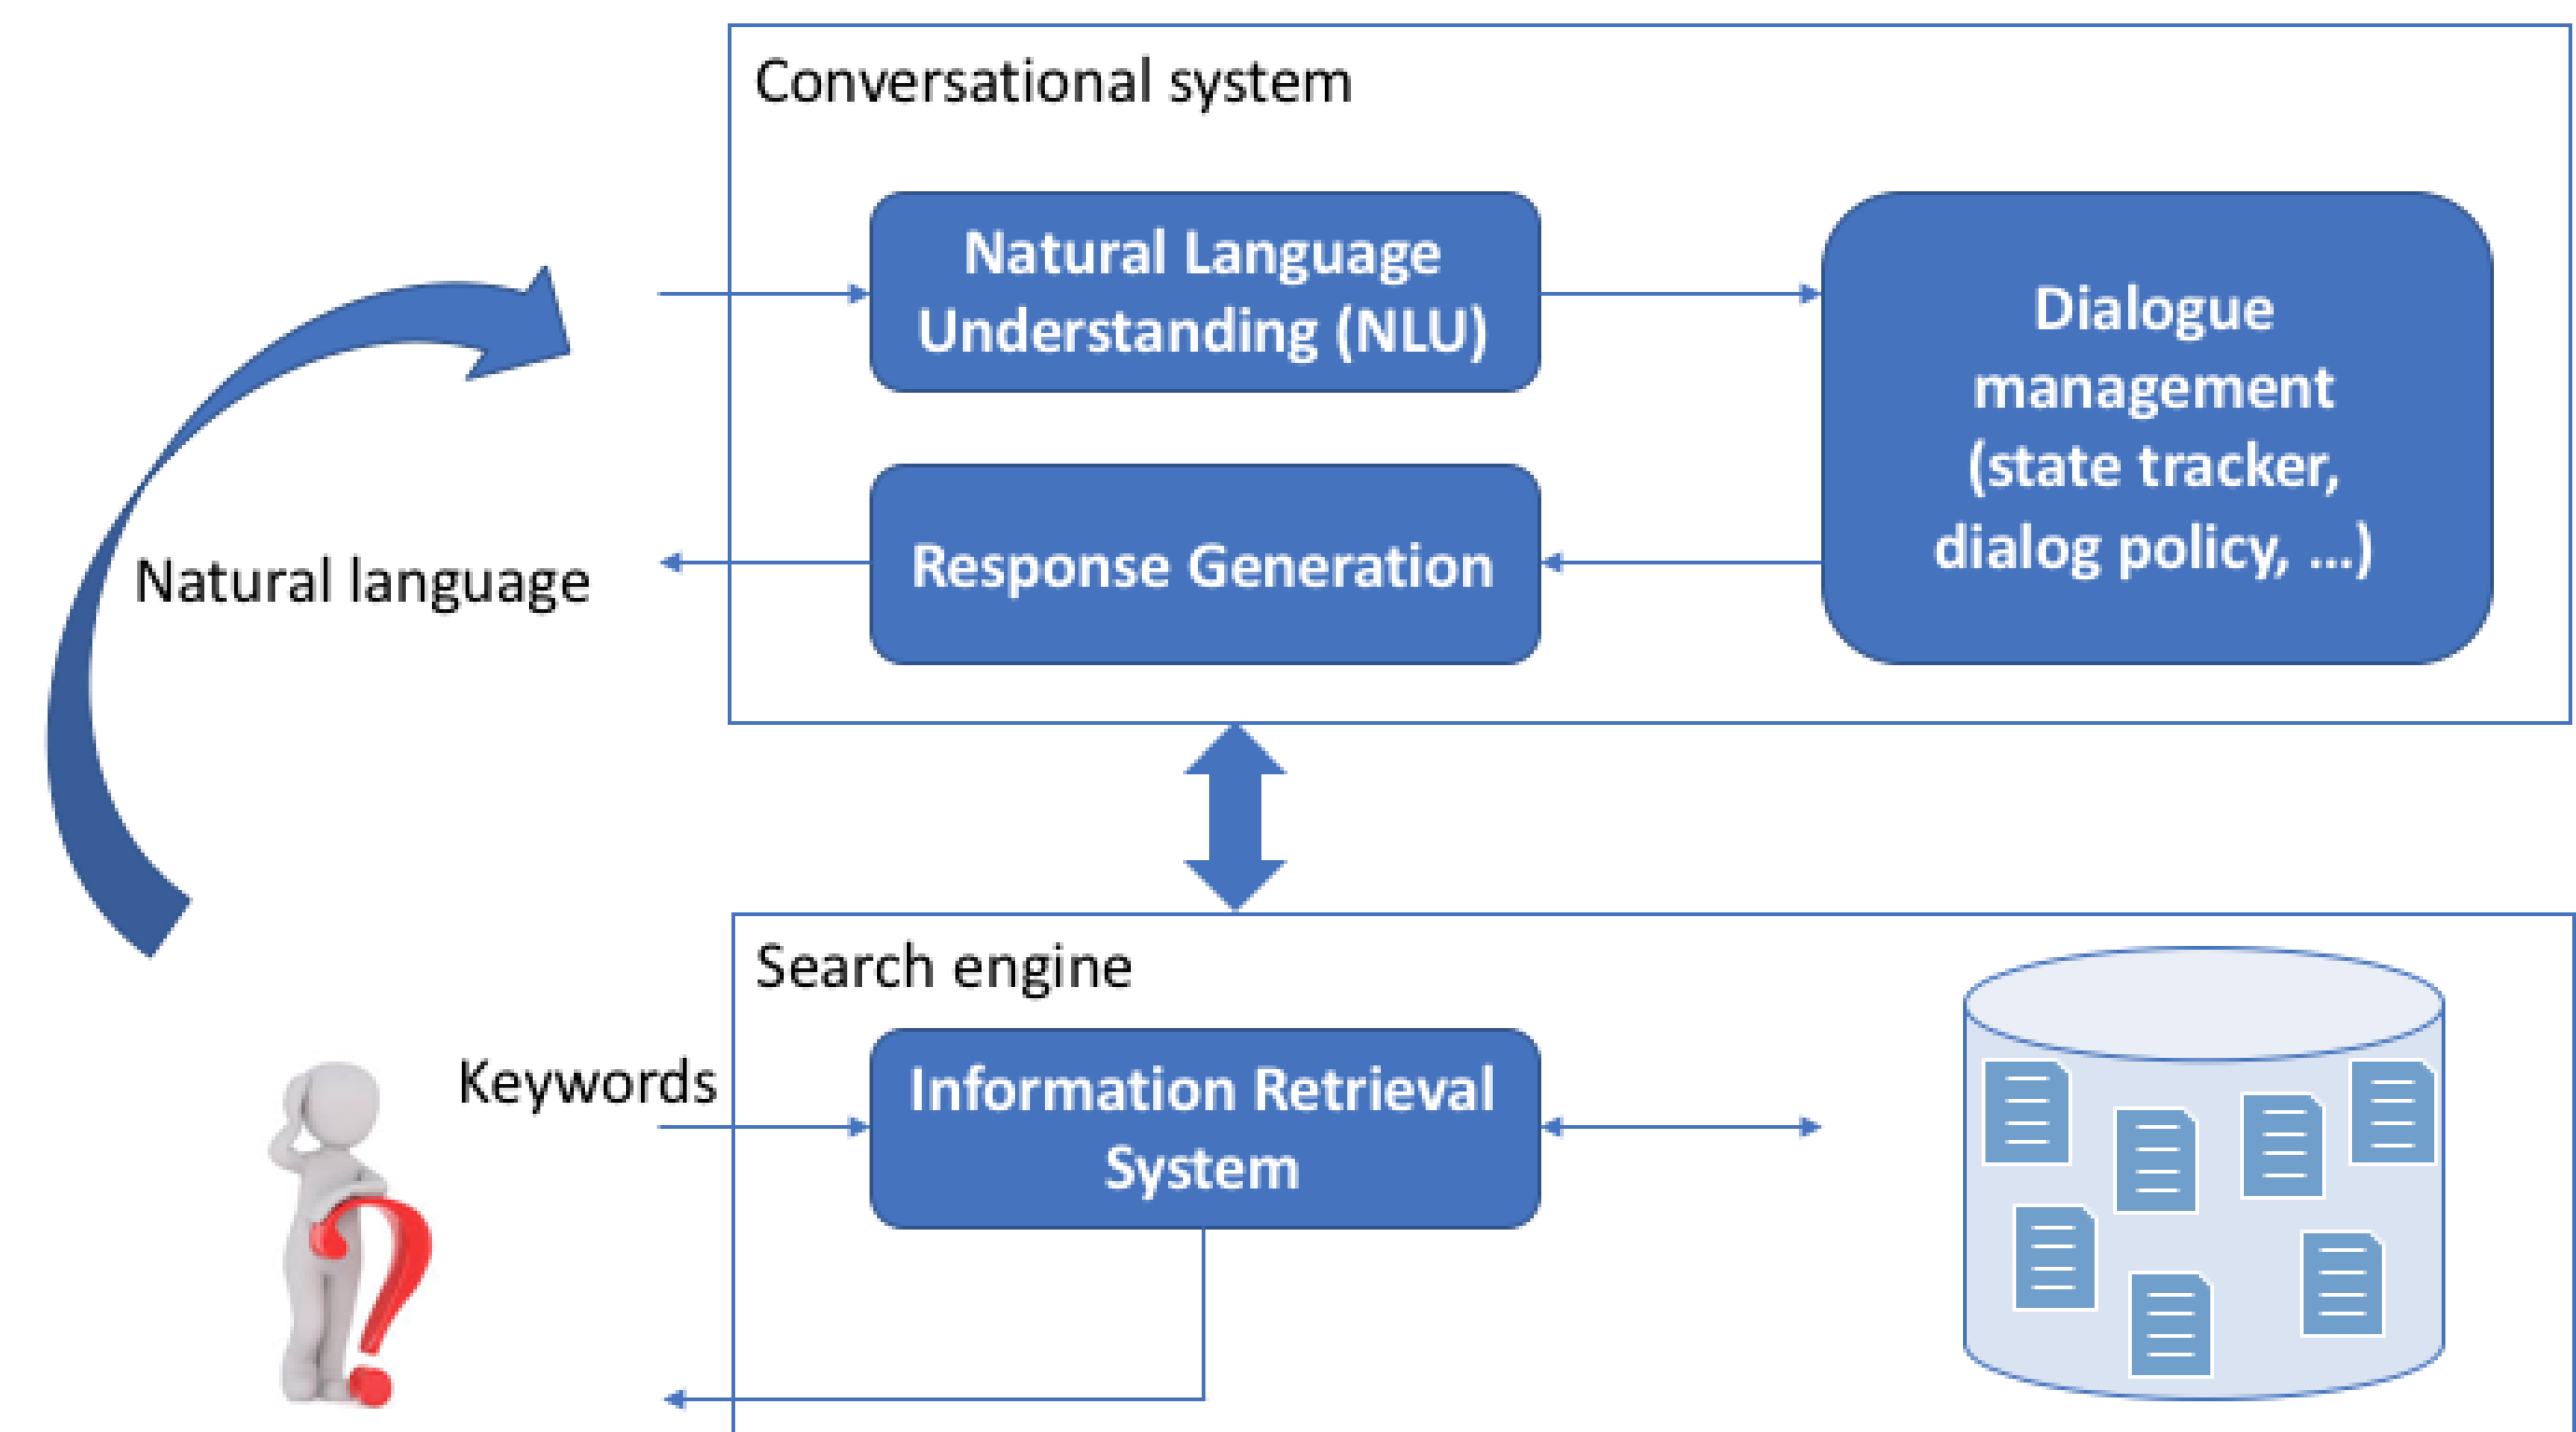 Conversational system
Natural Language
Understanding (NLU)
Dialogue
management
(state tracker,
dialog policy, ...)
Response Generation
Natural language
Search engine
Keywords
Information Retrieval
System